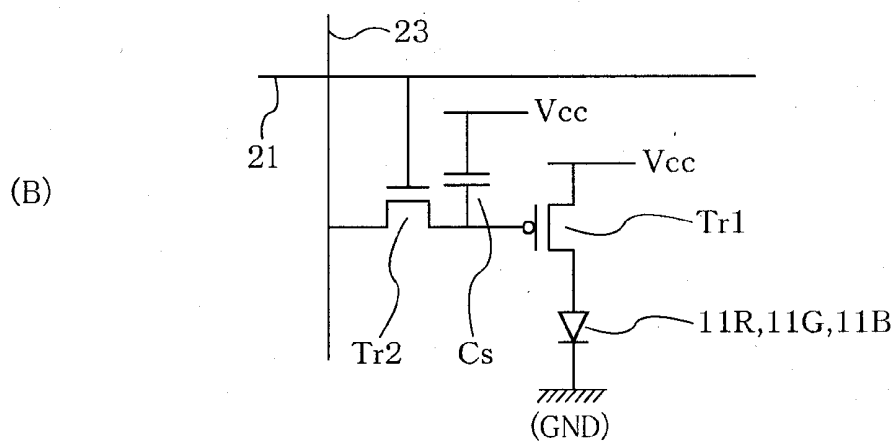 23
21
Vcc
Vcc
(B)
Tr1
11R,11G,11B
Tr2
Cs
(GND)